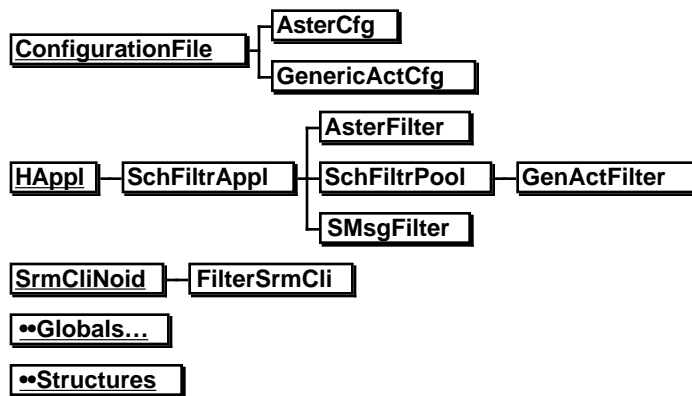 AsterCfg
ConfigurationFile
GenericActCfg
AsterFilter
HAppl SchFiltrAppl SchFiltrPool GenActFilter
SMsgFilter
SrmCliNoid FilterSrmCli
••Globals…
••Structures